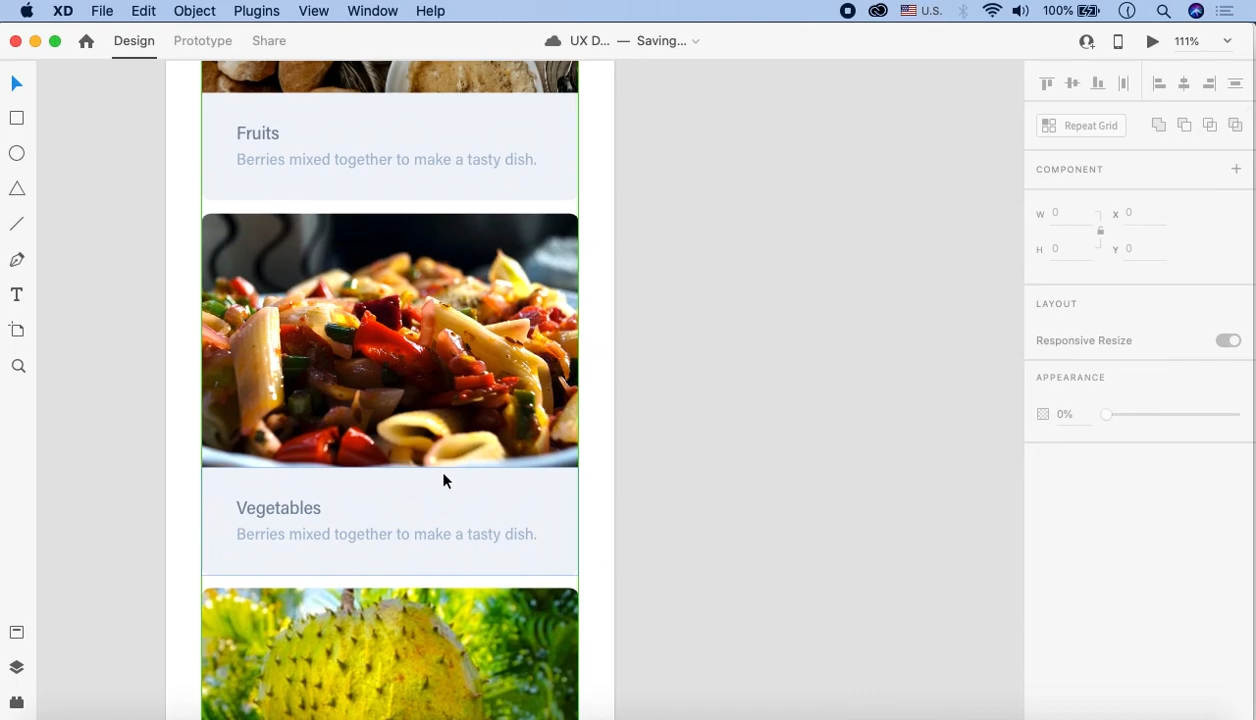 XD File Edit Object Plugins View Window Help U.S. 100%
Design Prototype Share UX D... — Saving... 111%
Repeat Grid
Fruits
Berries mixed together to make a tasty dish.
COMPONENT
W 0 X 0
H 0 Y 0
LAYOUT
Responsive Resize
APPEARANCE
0%
Vegetables
Berries mixed together to make a tasty dish.